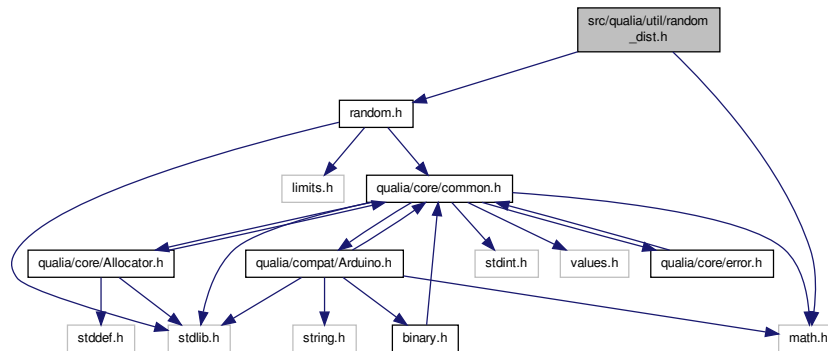 src/qualia/util/random
_dist.h
random.h
limits.h
qualia/core/common.h
qualia/core/Allocator.h
qualia/compat/Arduino.h
stdint.h
values.h
qualia/core/error.h
stddef.h
stdlib.h
string.h
binary.h
math.h